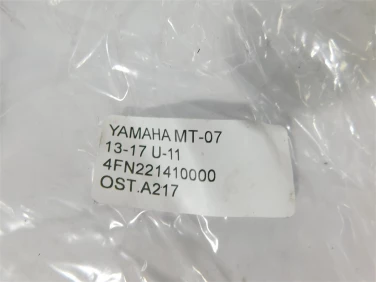 YAMAHA MT-07
13-17 U-11
4FN221410000
OST.A217